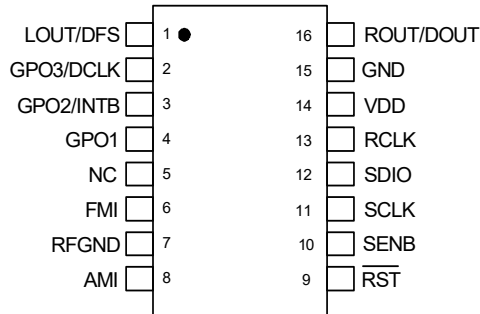 LOUT/DFS 1 16 ROUT/DOUT
GPO3/DCLK 2 15 GND
GPO2/INTB 3 14 VDD
GPO1 4 13 RCLK
NC 5 12 SDIO
FMI 6 11 SCLK
RFGND 7 10 SENB
AMI 8 9 R̅S̅T̅